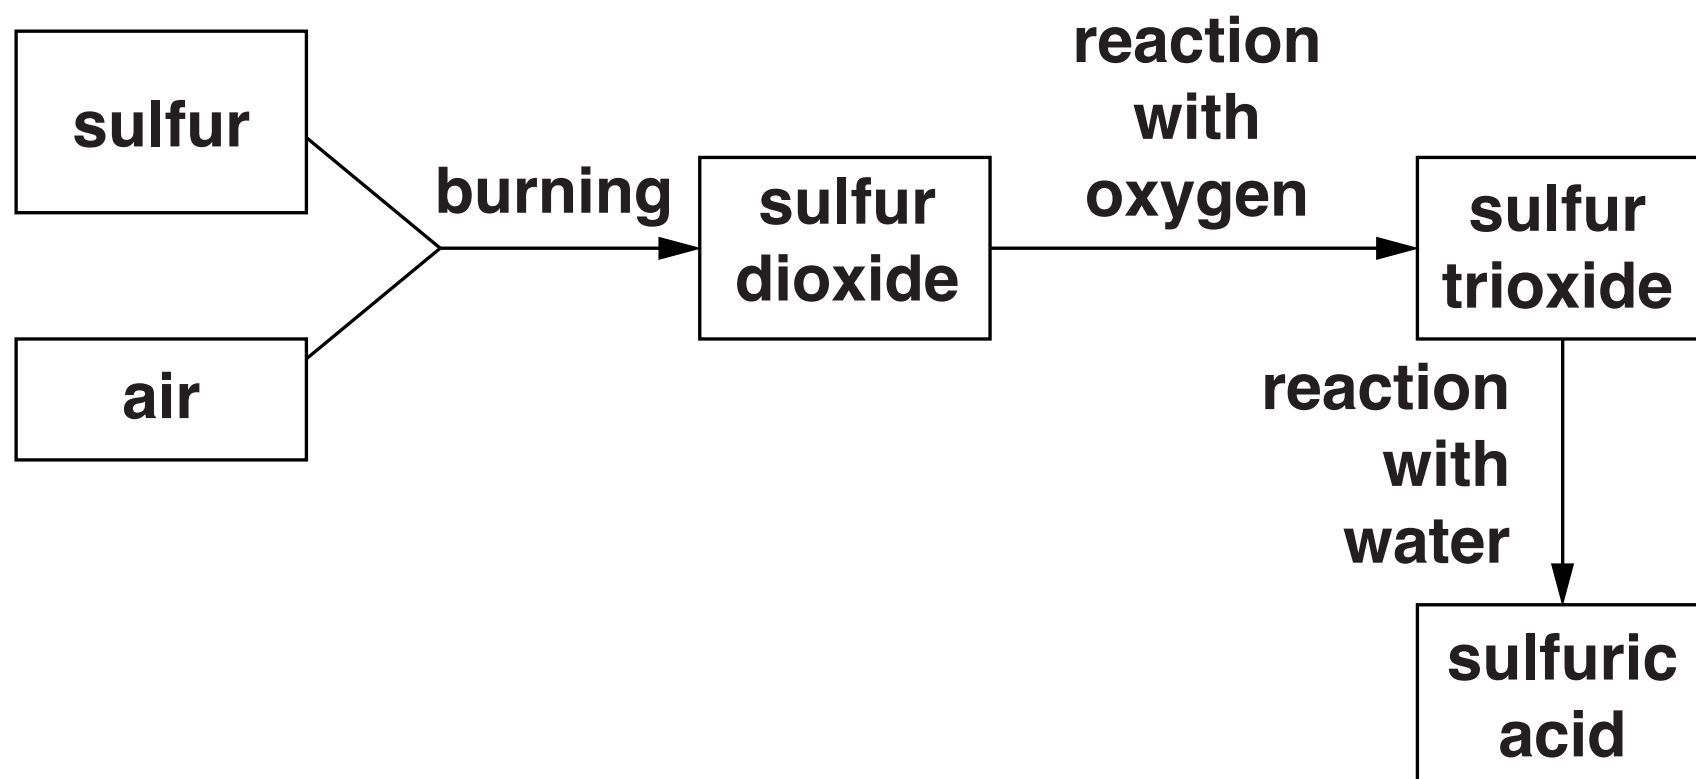 sulfur
air
burning
sulfur
dioxide
reaction
with
oxygen
sulfur
trioxide
reaction
with
water
sulfuric
acid